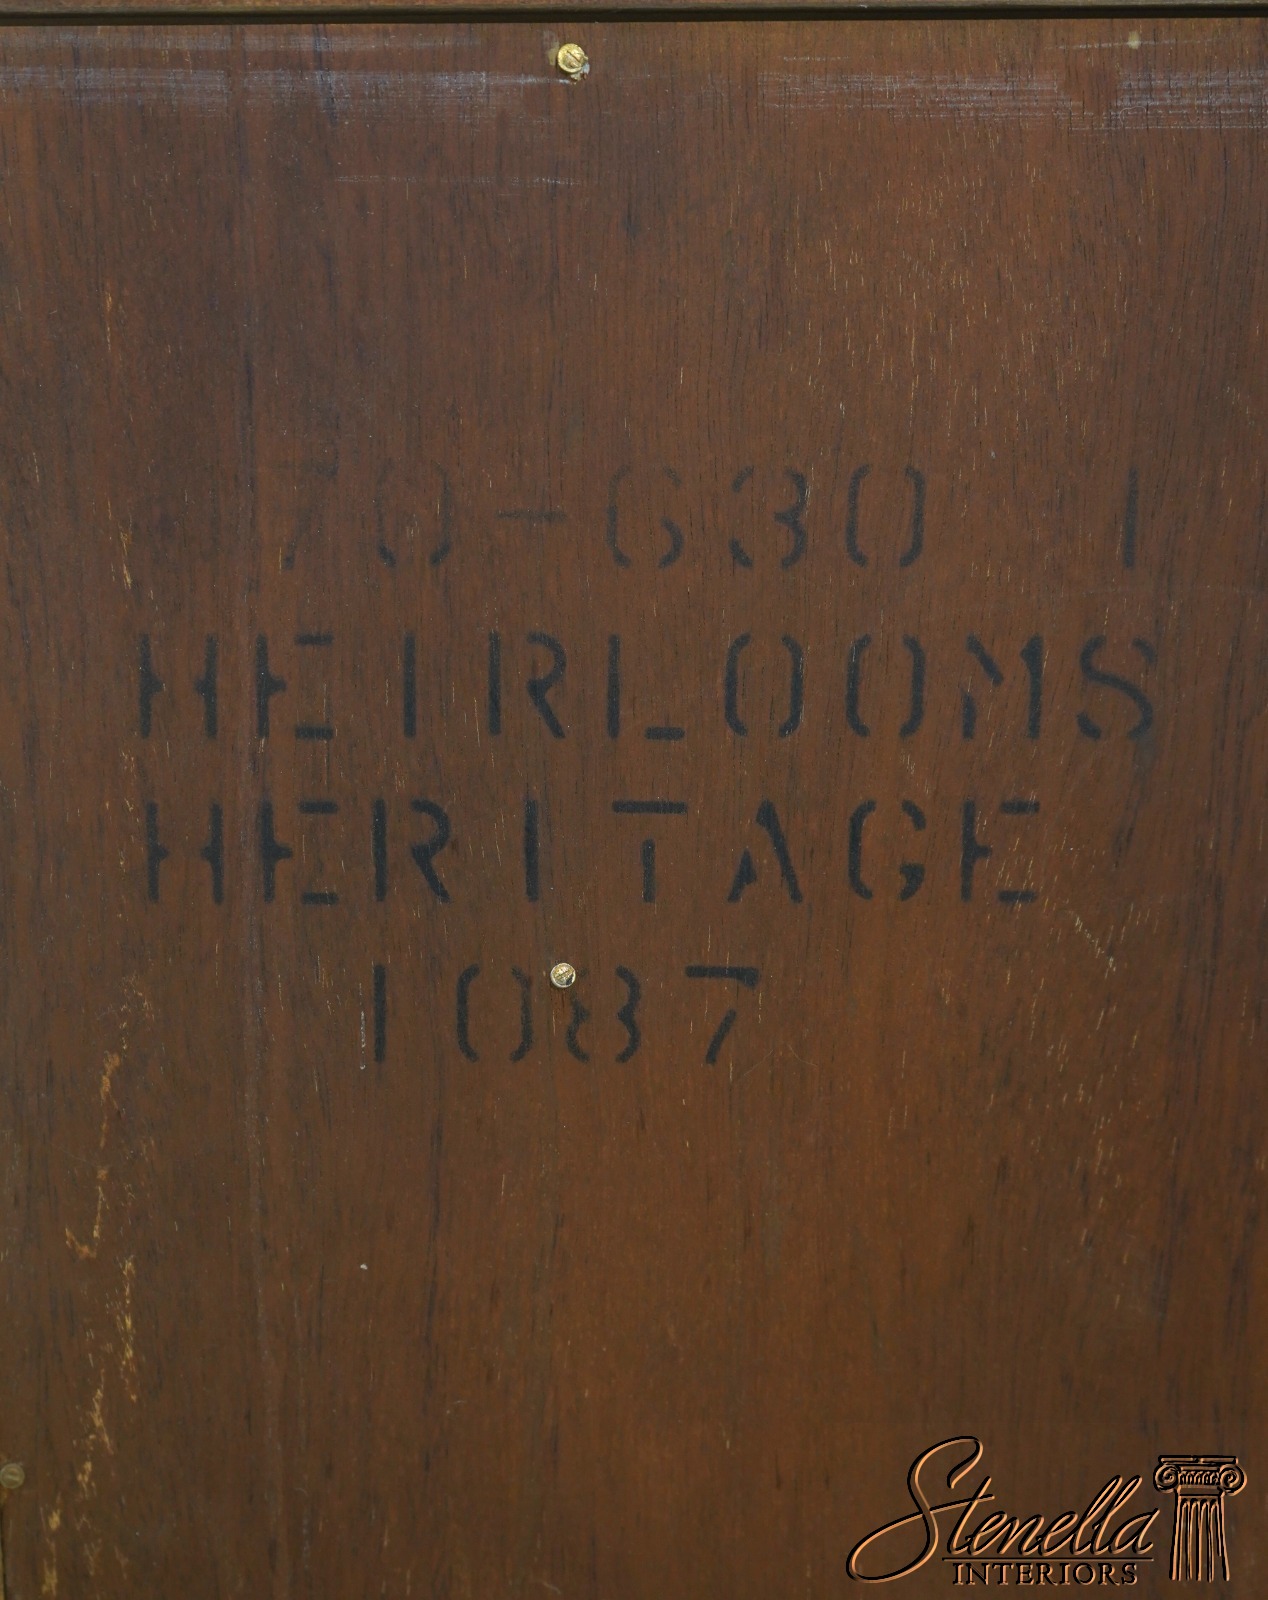 70-630 1
HEIRLOOMS
HERITAGE
1087
Stenella
INTERIORS